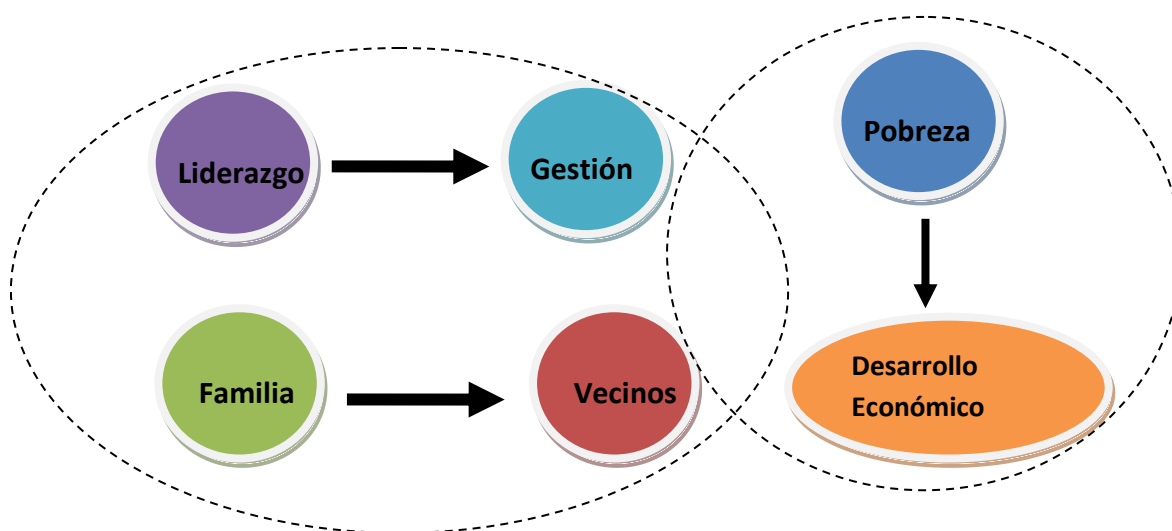 Liderazgo
Gestión
Pobreza
Familia
Vecinos
Desarrollo
Económico